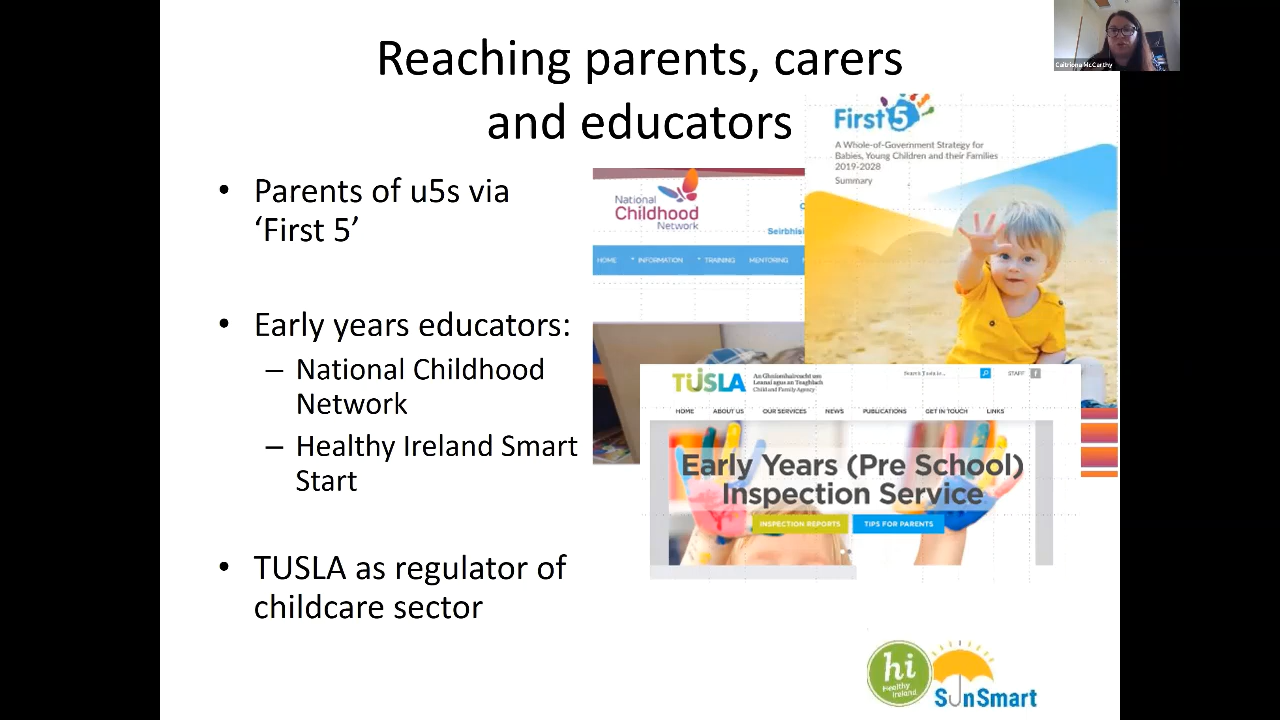 Reaching parents, carers
and educators
Caitriona McCarthy
• Parents of u5s via
‘First 5’
• Early years educators:
– National Childhood
Network
– Healthy Ireland Smart
Start
• TUSLA as regulator of
childcare sector
First 5
A Whole-of-Government Strategy for
Babies, Young Children and their Families
2019-2028
Summary
National
Childhood
Network
Seirbhísí
HOME INFORMATION TRAINING MENTORING
TUSLA
An Ghníomhaireacht um
Leanaí agus an Teaghlach
Child and Family Agency
STAFF
HOME ABOUT US OUR SERVICES NEWS PUBLICATIONS GET IN TOUCH LINKS
Early Years (Pre School)
Inspection Service
INSPECTION REPORTS TIPS FOR PARENTS
hi
Healthy
Ireland
SunSmart